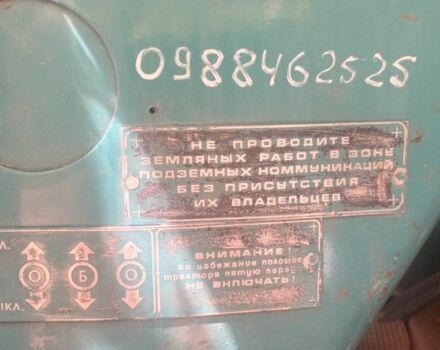 0988462525
НЕ ПРОВОДИТЕ
ЗЕМЛЯНЫХ РАБОТ В ЗОНЕ
ПОДЗЕМНЫХ КОММУНИКАЦИЙ
БЕЗ ПРИСУТСТВИЯ
ИХ ВЛАДЕЛЬЦЕВ
Л.
О Б О
ІКЛ.
ВНИМАНИЕ!
во избежание поломок
трактора пятую перед.
НЕ ВКЛЮЧАТЬ!